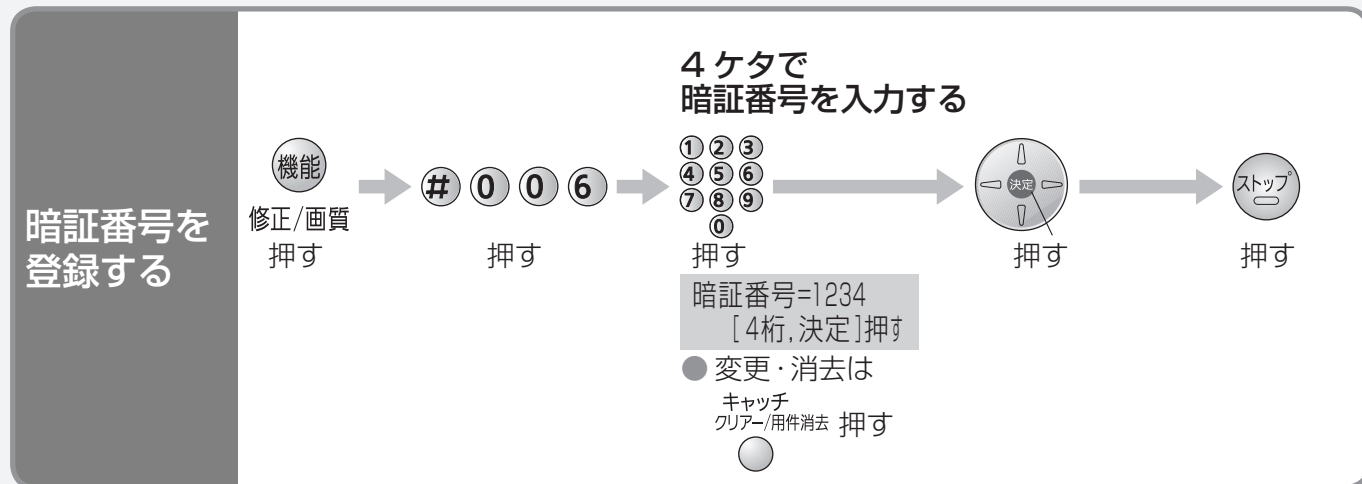 暗証番号を
登録する
機能
修正/画質
押す
# 0 0 6
押す
4 ケタで
暗証番号を入力する
1 2 3
4 5 6
7 8 9
0
押す
暗証番号=1234
[4桁,決定]押す
● 変更・消去は
キャッチ
クリアー/用件消去 押す
決定
押す
ストップ
押す